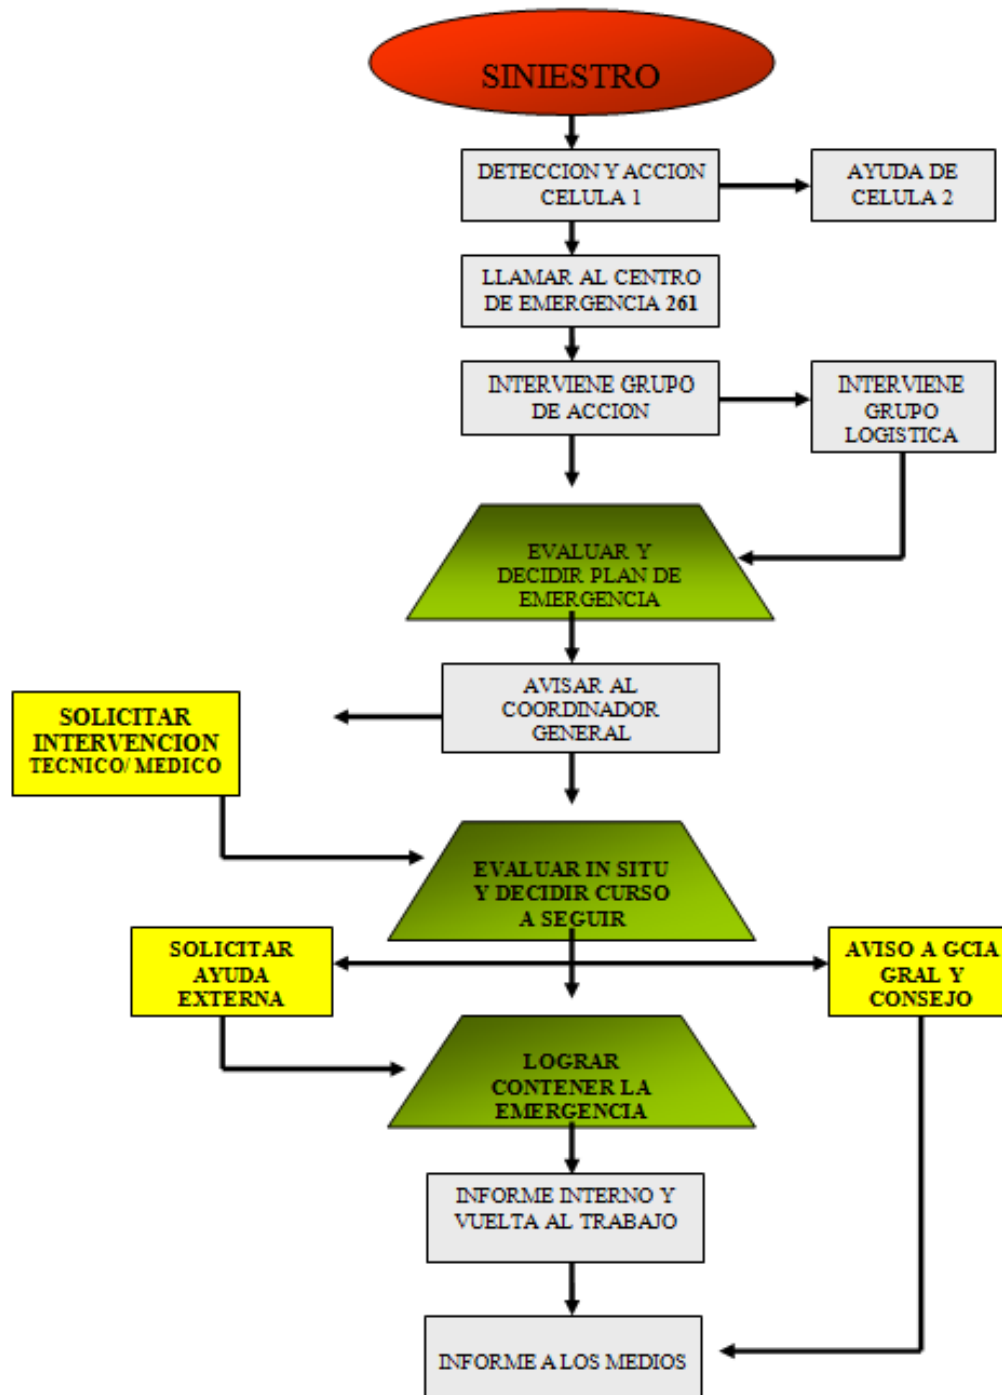 SINIESTRO
DETECCION Y ACCION
CELULA 1
AYUDA DE
CELULA 2
LLAMAR AL CENTRO
DE EMERGENCIA 261
INTERVIENE GRUPO
DE ACCION
INTERVIENE
GRUPO
LOGISTICA
EVALUAR Y
DECIDIR PLAN DE
EMERGENCIA
AVISAR AL
COORDINADOR
GENERAL
SOLICITAR
INTERVENCION
TECNICO/ MEDICO
EVALUAR IN SITU
Y DECIDIR CURSO
A SEGUIR
SOLICITAR
AYUDA
EXTERNA
AVISO A GCIA
GRAL Y
CONSEJO
LOGRAR
CONTENER LA
EMERGENCIA
INFORME INTERNO Y
VUELTA AL TRABAJO
INFORME A LOS MEDIOS